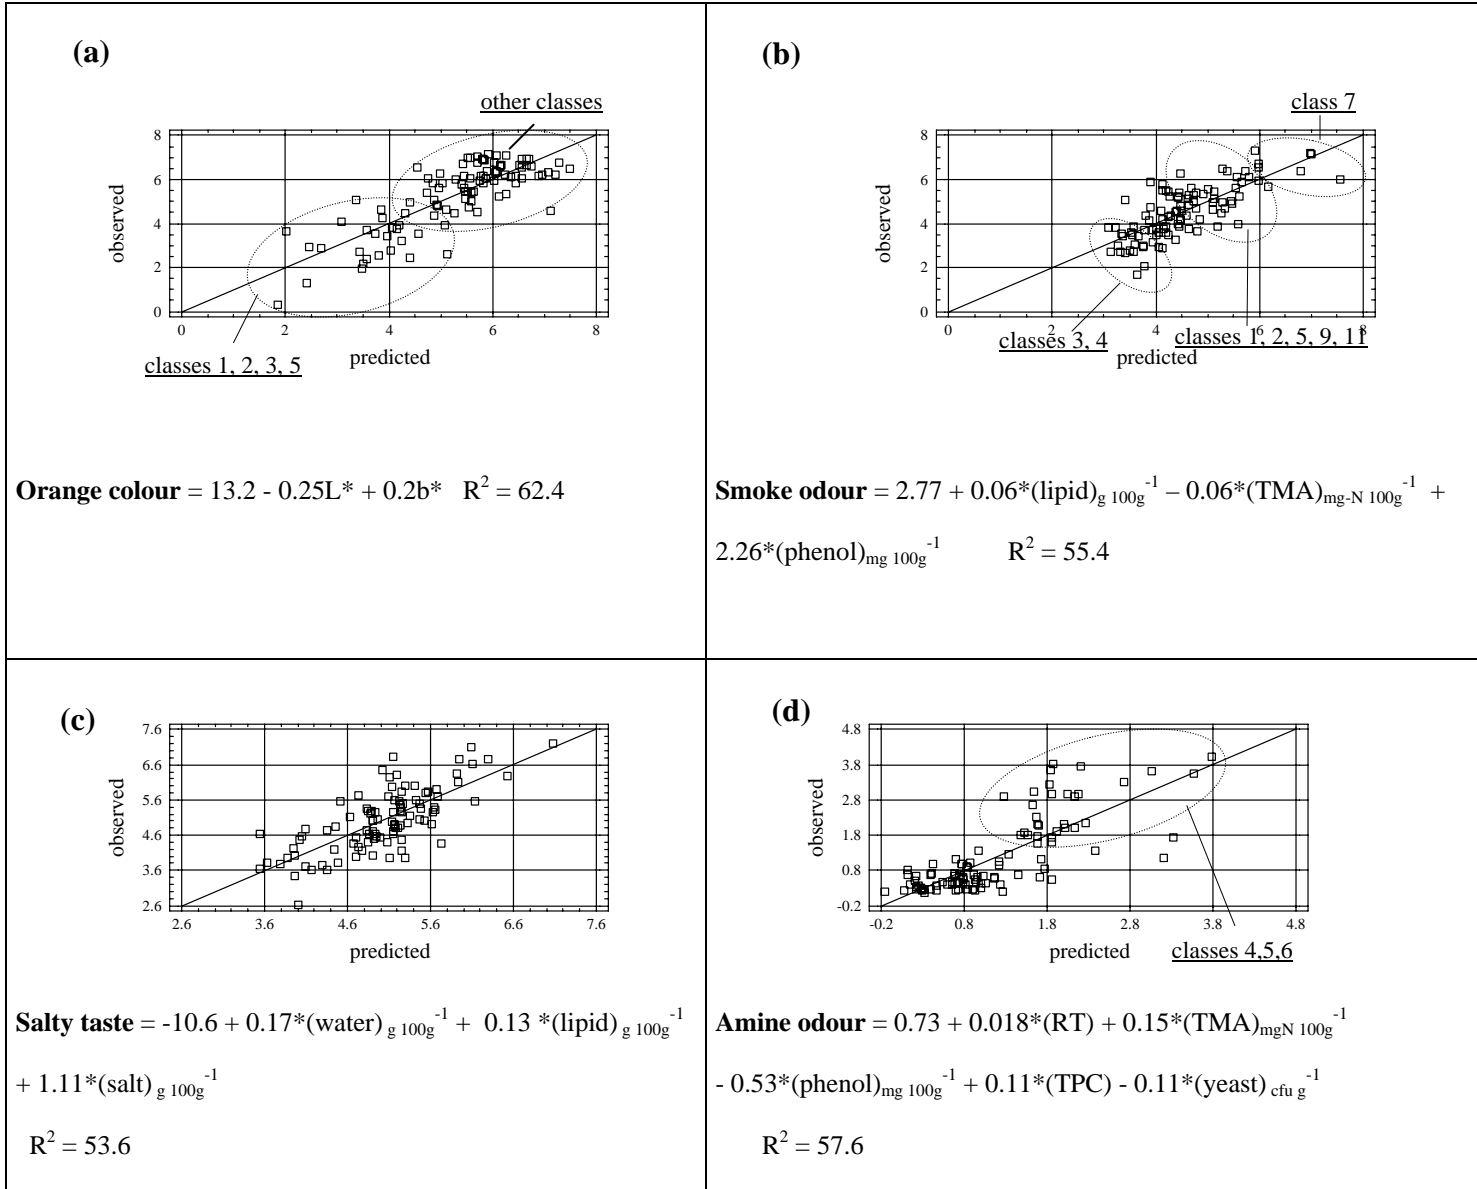 (a)
other classes
8
6
4
2
0
observed
0 2 4 6 8
predicted
classes 1, 2, 3, 5
Orange colour = 13.2 - 0.25L* + 0.2b* R² = 62.4
(b)
class 7
8
6
4
2
0
observed
0 2 4 6 8
classes 3, 4
classes 1, 2, 5, 9, 11
predicted
Smoke odour = 2.77 + 0.06*(lipid)g 100g⁻¹ – 0.06*(TMA)mg-N 100g⁻¹ +
2.26*(phenol)mg 100g⁻¹ R² = 55.4
(c)
7.6
6.6
5.6
4.6
3.6
2.6
observed
2.6 3.6 4.6 5.6 6.6 7.6
predicted
Salty taste = -10.6 + 0.17*(water) g 100g⁻¹ + 0.13 *(lipid) g 100g⁻¹
+ 1.11*(salt) g 100g⁻¹
R² = 53.6
(d)
4.8
3.8
2.8
1.8
0.8
-0.2
observed
-0.2 0.8 1.8 2.8 3.8 4.8
predicted
classes 4,5,6
Amine odour = 0.73 + 0.018*(RT) + 0.15*(TMA)mgN 100g⁻¹
- 0.53*(phenol)mg 100g⁻¹ + 0.11*(TPC) - 0.11*(yeast) cfu g⁻¹
R² = 57.6